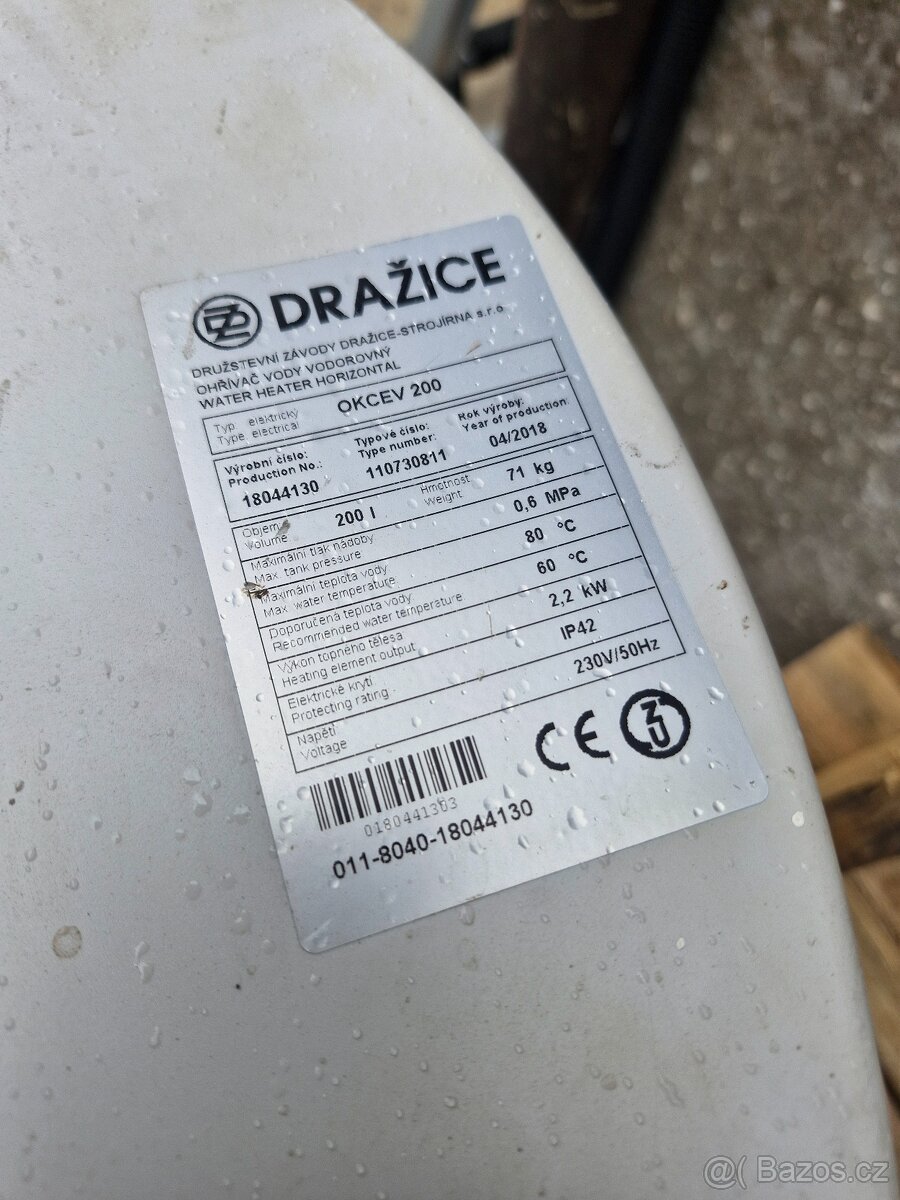 DZ DRAŽICE
DRUŽSTEVNÍ ZÁVODY DRAŽICE-STROJÍRNA s.r.o
OHŘÍVAČ VODY VODOROVNÝ
WATER HEATER HORIZONTAL
Typ elektrický
Type electrical
OKCEV 200
Výrobní číslo:
Production No.:
18044130
Typové číslo:
Type number:
110730811
Rok výroby:
Year of production:
04/2018
Objem
Volume
200 l
Hmotnost
Weight
71 kg
Maximální tlak nádoby
Max. tank pressure
0,6 MPa
Maximální teplota vody
Max. water temperature
80 °C
Doporučená teplota vody
Recommended water temperature
60 °C
Výkon topného tělesa
Heating element output
2,2 kW
Elektrické krytí
Protecting rating
IP42
Napětí
Voltage
230V/50Hz
CE
0180441303
011-8040-18044130
@( Bazos.cz